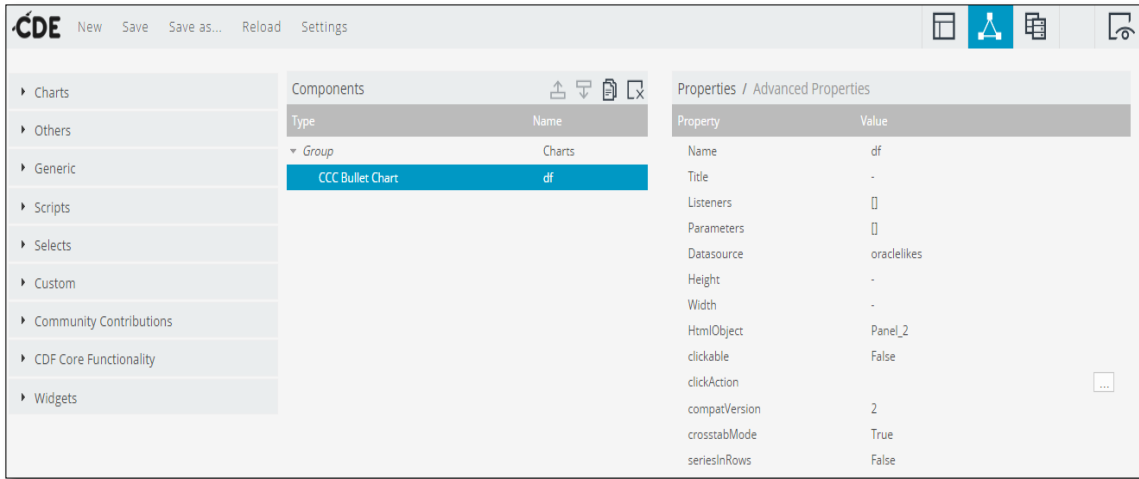 CDE New Save Save as... Reload Settings
Charts
Others
Generic
Scripts
Selects
Custom
Community Contributions
CDF Core Functionality
Widgets
Components
Type Name
Group Charts
CCC Bullet Chart df
Properties / Advanced Properties
Property Value
Name df
Title -
Listeners []
Parameters []
Datasource oraclelikes
Height -
Width -
HtmlObject Panel_2
clickable False
clickAction ...
compatVersion 2
crosstabMode True
seriesInRows False